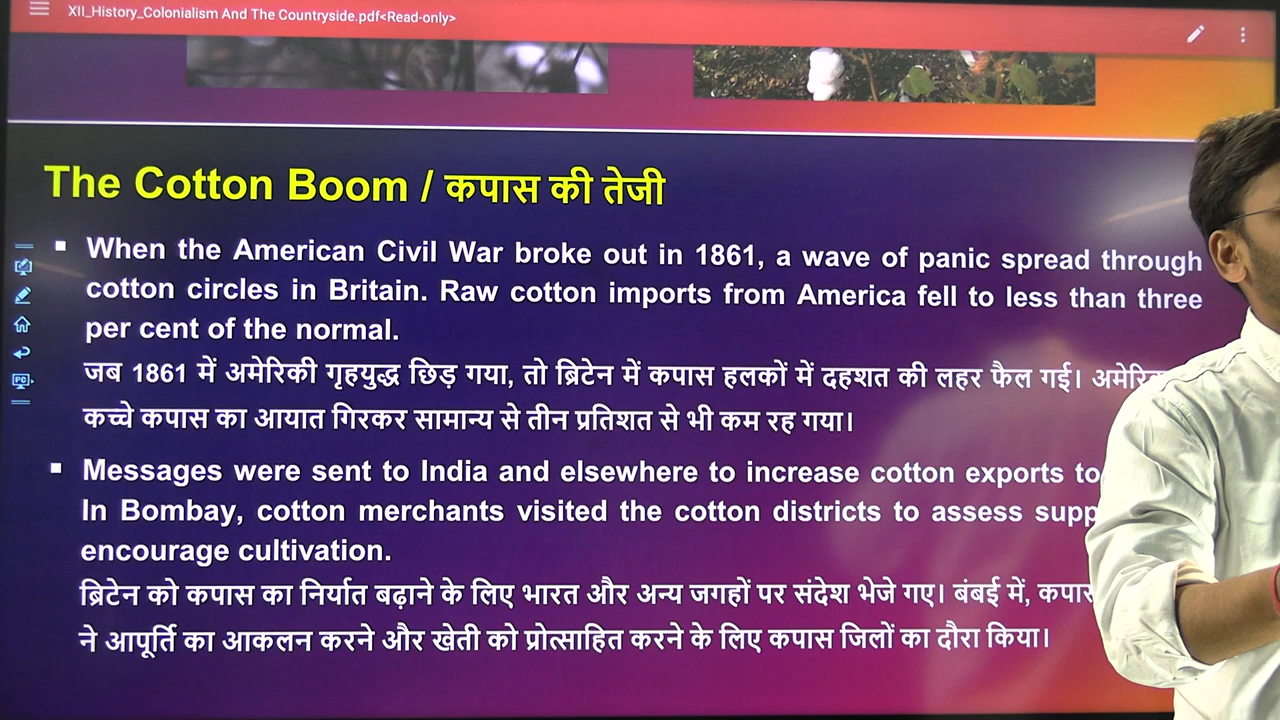 XII_History_Colonialism And The Countryside.pdf<Read-only>
The Cotton Boom / कपास की तेजी
▪ When the American Civil War broke out in 1861, a wave of panic spread through
cotton circles in Britain. Raw cotton imports from America fell to less than three
per cent of the normal.
जब 1861 में अमेरिकी गृहयुद्ध छिड़ गया, तो ब्रिटेन में कपास हलकों में दहशत की लहर फैल गई।
कच्चे कपास का आयात गिरकर सामान्य से तीन प्रतिशत से भी कम रह गया।
▪ Messages were sent to India and elsewhere to increase cotton exports to
In Bombay, cotton merchants visited the cotton districts to assess
encourage cultivation.
ब्रिटेन को कपास का निर्यात बढ़ाने के लिए भारत और अन्य जगहों पर संदेश भेजे गए। बंबई में,
ने आपूर्ति का आकलन करने और खेती को प्रोत्साहित करने के लिए कपास जिलों का दौरा किया।
PC